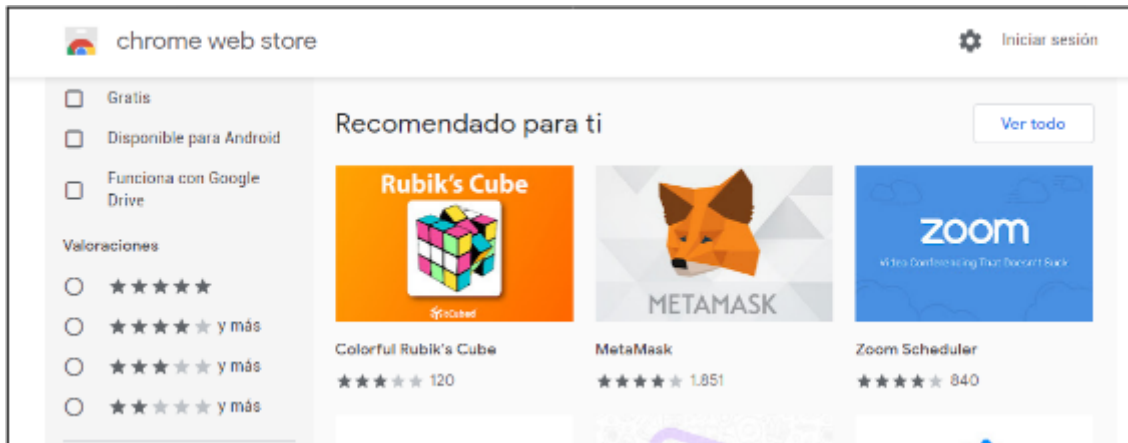 chrome web store
Iniciar sesión
Gratis
Disponible para Android
Funciona con Google
Drive
Valoraciones
y más
y más
y más
Recomendado para ti
Ver todo
Rubik's Cube
Colorful Rubik's Cube
120
METAMASK
MetaMask
1.851
zoom
Video Conferencing That Doesn't Suck
Zoom Scheduler
840